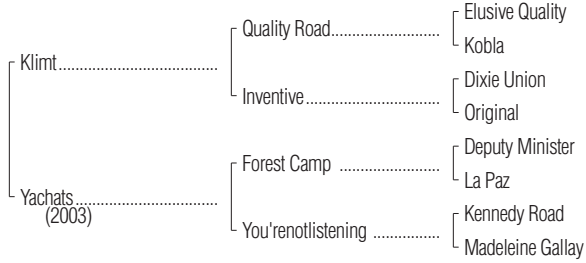 Elusive Quality
Quality Road
Kobla
Klimt
Dixie Union
Inventive
Original
Deputy Minister
Forest Camp
La Paz
Yachats
(2003)
Kennedy Road
You'renotlistening
Madeleine Gallay